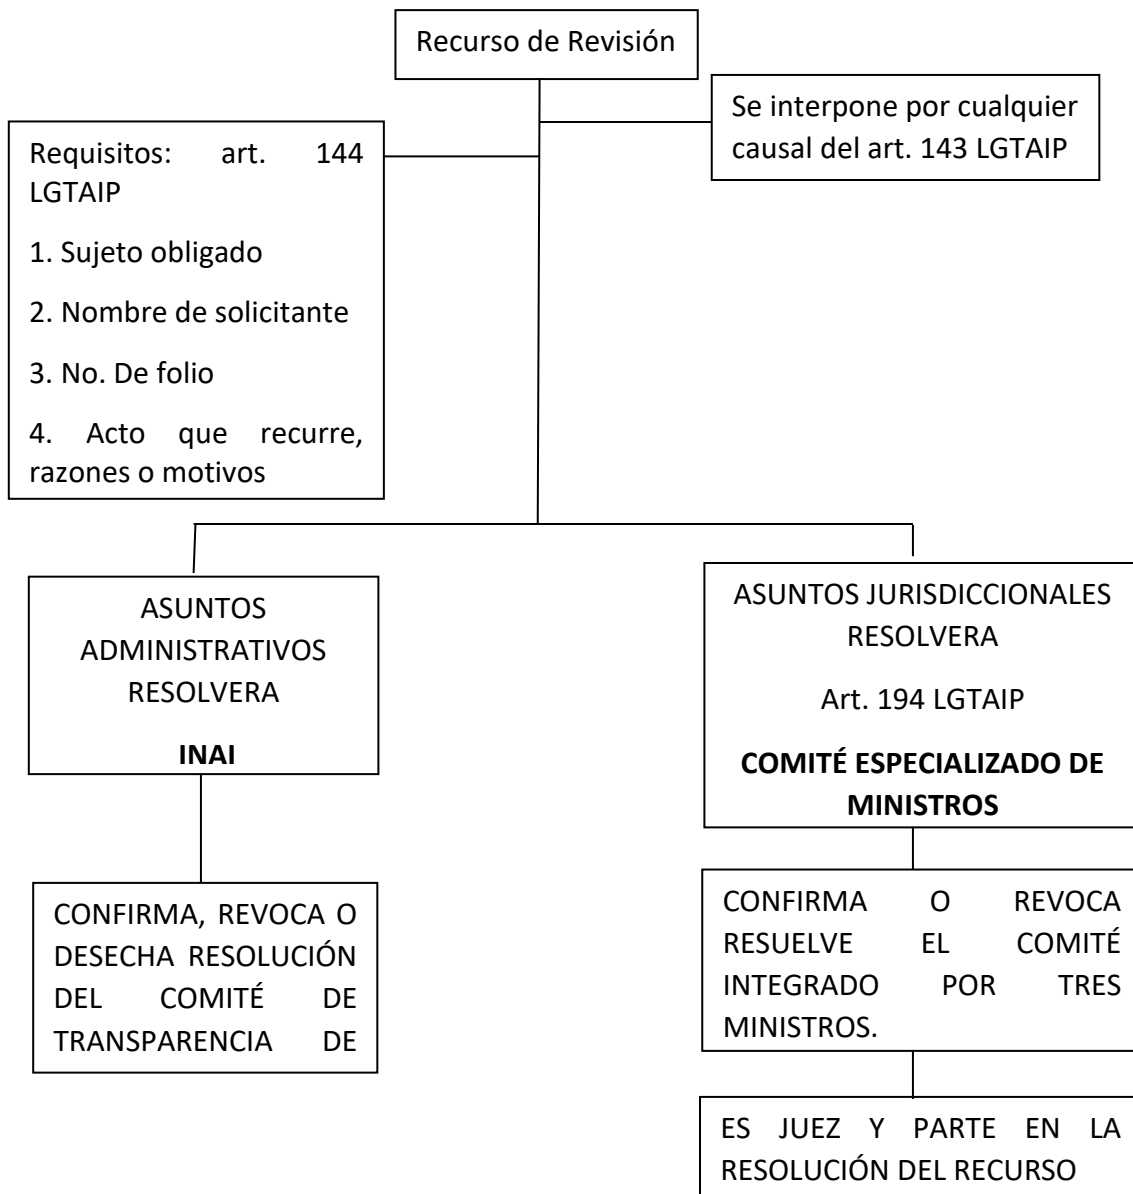 Recurso de Revisión
Se interpone por cualquier
causal del art. 143 LGTAIP
Requisitos: art. 144
LGTAIP
1. Sujeto obligado
2. Nombre de solicitante
3. No. De folio
4. Acto que recurre,
razones o motivos
ASUNTOS
ADMINISTRATIVOS
RESOLVERA
INAI
CONFIRMA, REVOCA O
DESECHA RESOLUCIÓN
DEL COMITÉ DE
TRANSPARENCIA DE
ASUNTOS JURISDICCIONALES
RESOLVERA
Art. 194 LGTAIP
COMITÉ ESPECIALIZADO DE
MINISTROS
CONFIRMA O REVOCA
RESUELVE EL COMITÉ
INTEGRADO POR TRES
MINISTROS.
ES JUEZ Y PARTE EN LA
RESOLUCIÓN DEL RECURSO